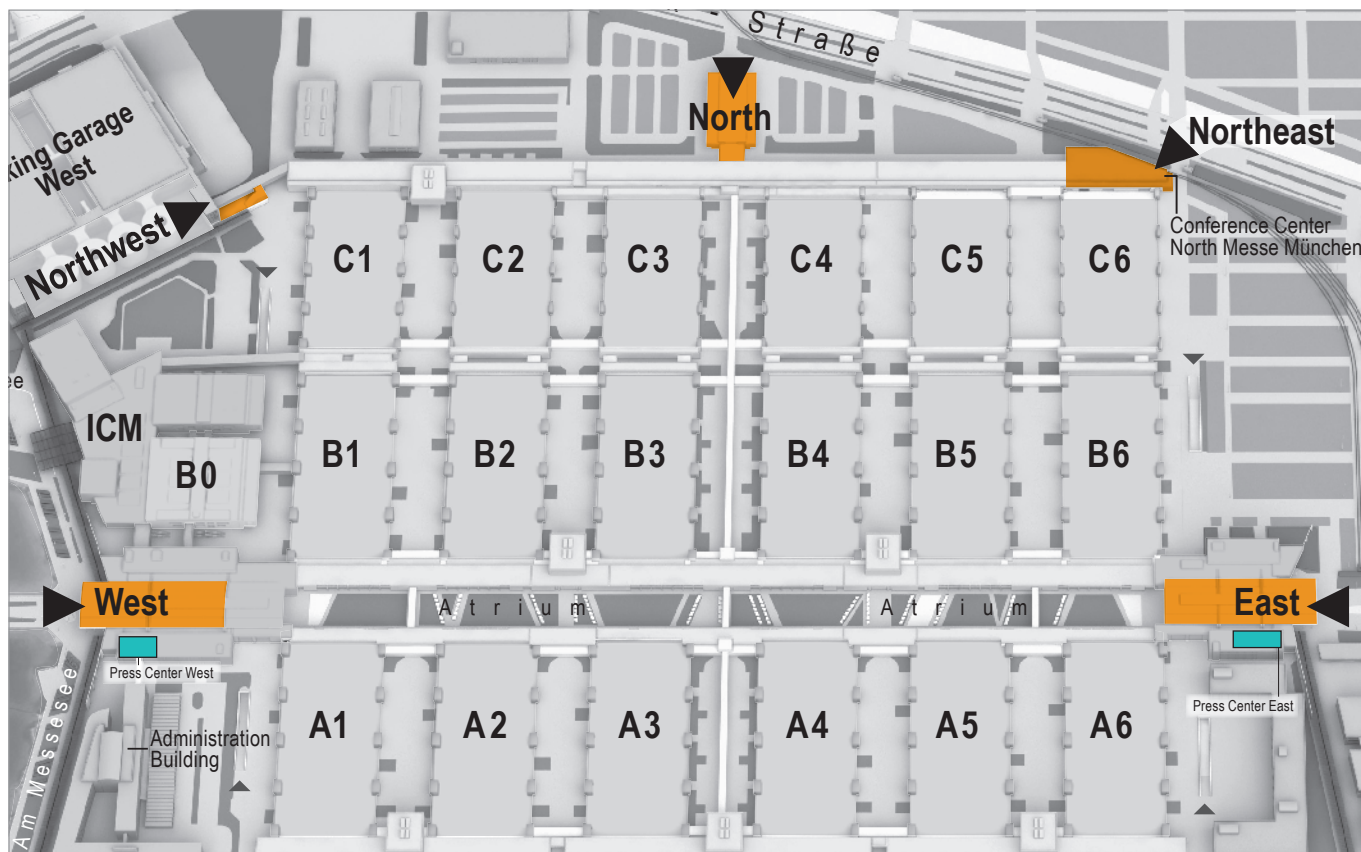 Straße
North
Northeast
king Garage
West
Northwest
Conference Center
North Messe München
C1
C2
C3
C4
C5
C6
ee
ICM
B0
B1
B2
B3
B4
B5
B6
West
Atrium
Atrium
East
Press Center West
Press Center East
A1
A2
A3
A4
A5
A6
Administration
Building
Am Messesee